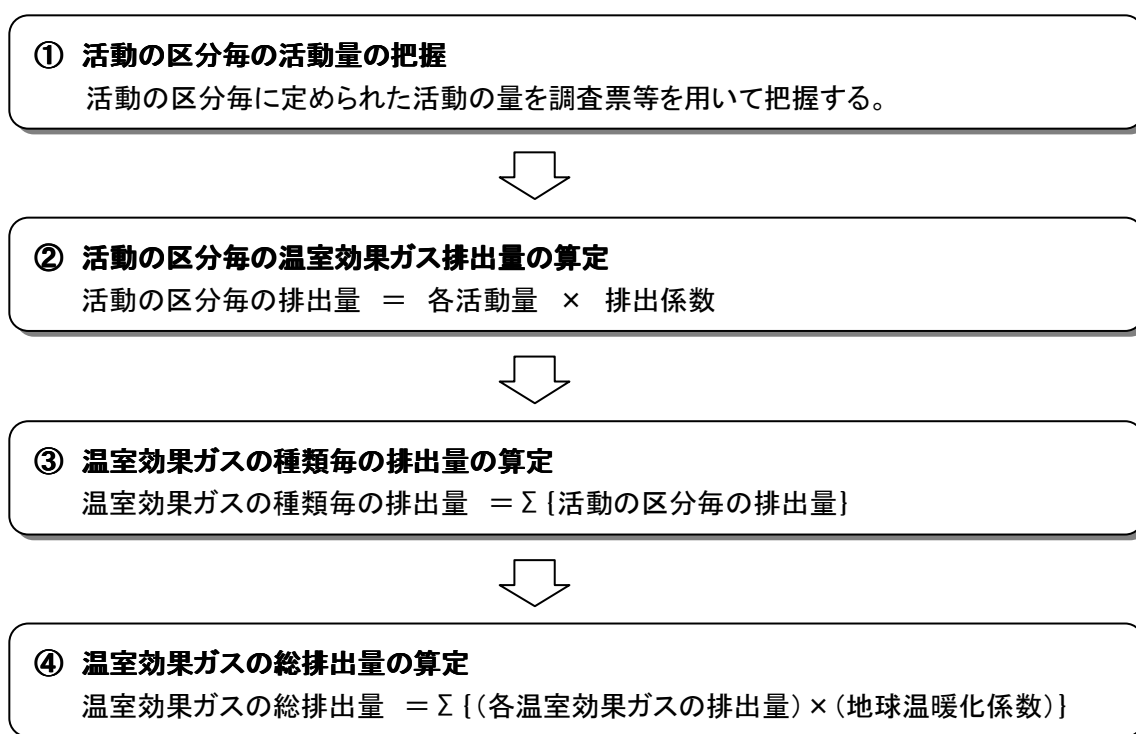 ① 活動の区分毎の活動量の把握
活動の区分毎に定められた活動の量を調査票等を用いて把握する。
② 活動の区分毎の温室効果ガス排出量の算定
活動の区分毎の排出量 = 各活動量 × 排出係数
③ 温室効果ガスの種類毎の排出量の算定
温室効果ガスの種類毎の排出量 =Σ{活動の区分毎の排出量}
④ 温室効果ガスの総排出量の算定
温室効果ガスの総排出量 =Σ{(各温室効果ガスの排出量)×(地球温暖化係数)}